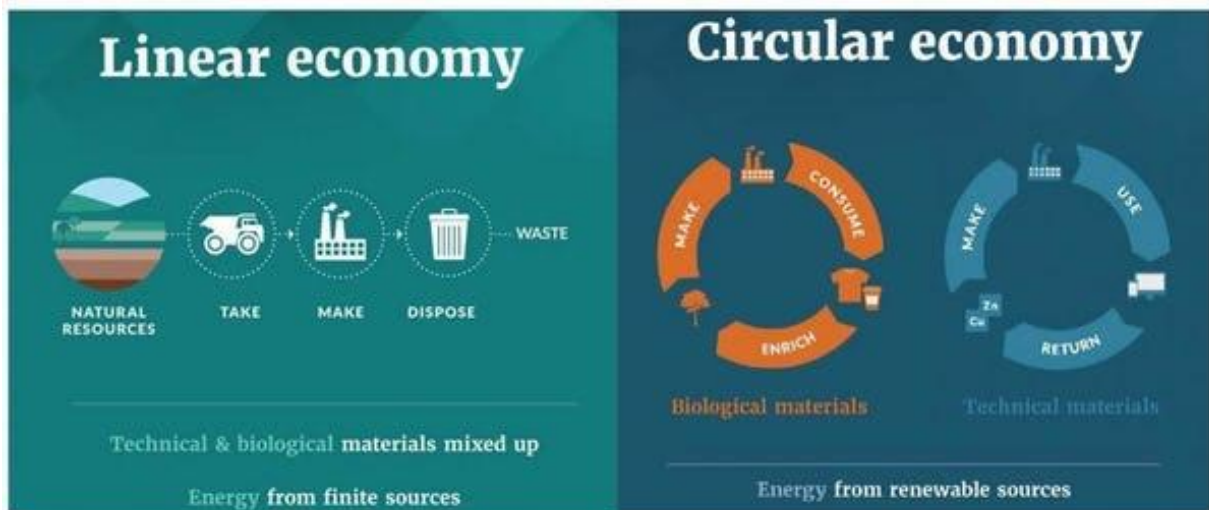 Linear economy
NATURAL
RESOURCES
TAKE
MAKE
DISPOSE
WASTE
Technical & biological materials mixed up
Energy from finite sources
Circular economy
MAKE
CONSUME
ENRICH
Biological materials
MAKE
USE
RETURN
Zn
Cu
Technical materials
Energy from renewable sources